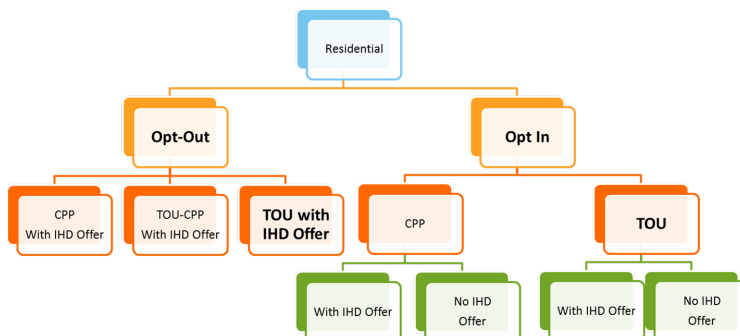 Residential
Opt-Out
Opt In
CPP
With IHD Offer
TOU-CPP
With IHD Offer
TOU with
IHD Offer
CPP
TOU
With IHD Offer
No IHD
Offer
With IHD Offer
No IHD
Offer